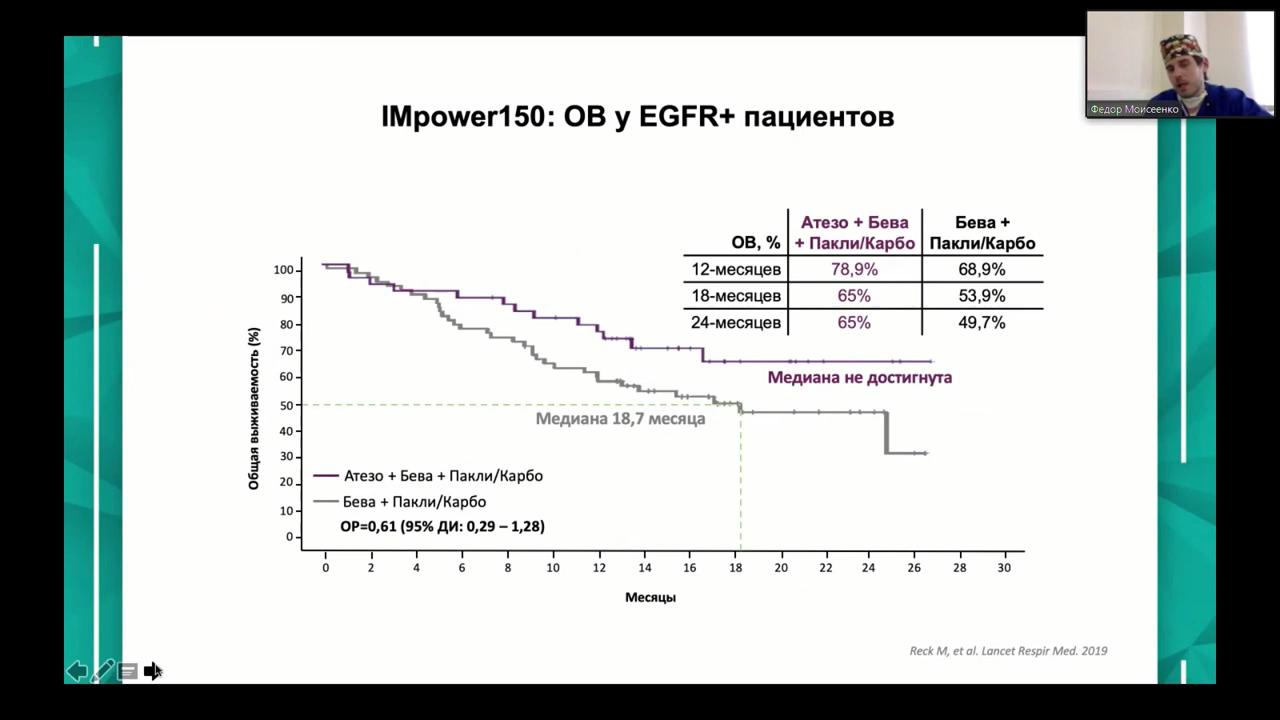 Федор Моисеенко
IMpower150: ОВ у EGFR+ пациентов
ОВ, %
Атезо + Бева
+ Пакли/Карбо
Бева +
Пакли/Карбо
12-месяцев 78,9% 68,9%
18-месяцев 65% 53,9%
24-месяцев 65% 49,7%
Общая выживаемость (%)
100
90
80
70
60
50
40
30
20
10
0
Медиана не достигнута
Медиана 18,7 месяца
Атезо + Бева + Пакли/Карбо
Бева + Пакли/Карбо
ОР=0,61 (95% ДИ: 0,29 – 1,28)
0 2 4 6 8 10 12 14 16 18 20 22 24 26 28 30
Месяцы
Reck M, et al. Lancet Respir Med. 2019